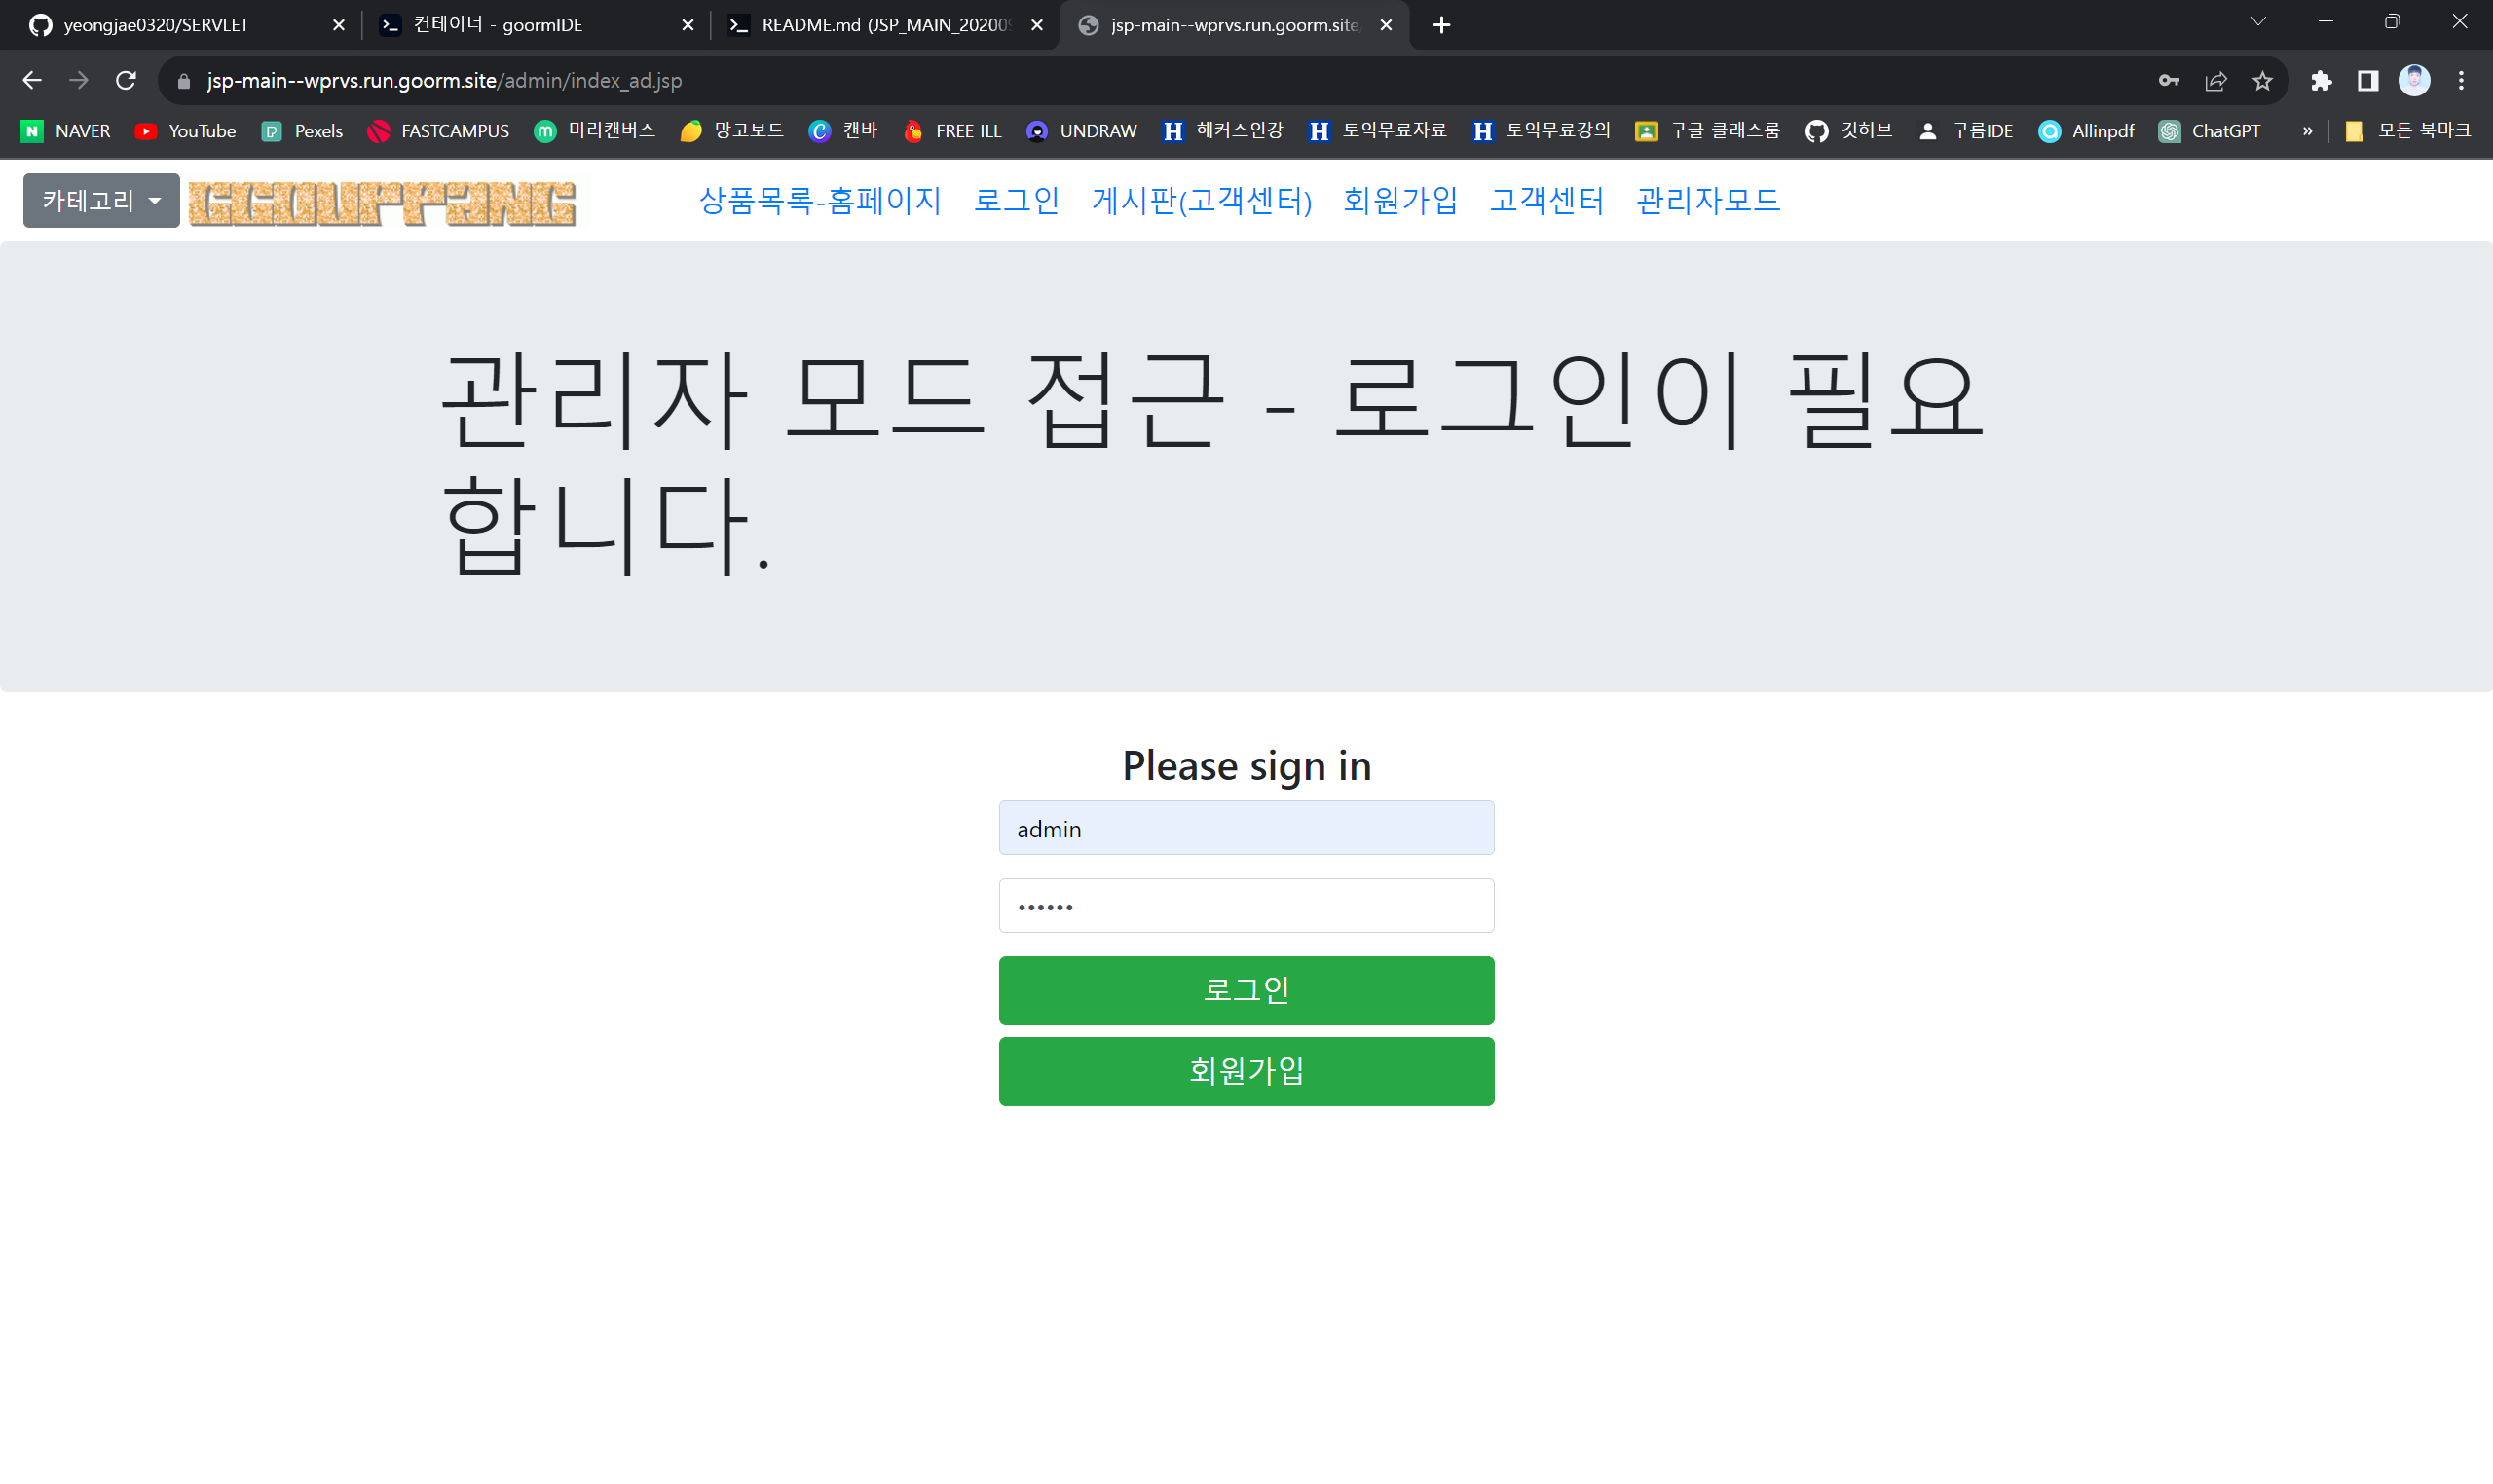 yeongjae0320/SERVLET
컨테이너 - goormIDE
README.md (JSP_MAIN_20200
jsp-main--wprvs.run.goorm.site
jsp-main--wprvs.run.goorm.site/admin/index_ad.jsp
NAVER YouTube Pexels FASTCAMPUS 미리캔버스 망고보드 캔바 FREE ILL UNDRAW 해커스인강 토익무료자료 토익무료강의 구글 클래스룸 깃허브 구름IDE Allinpdf ChatGPT » 모든 북마크
카테고리 CCOUPPANG 상품목록-홈페이지 로그인 게시판(고객센터) 회원가입 고객센터 관리자모드
관리자 모드 접근 - 로그인이 필요
합니다.
Please sign in
admin
••••••
로그인
회원가입